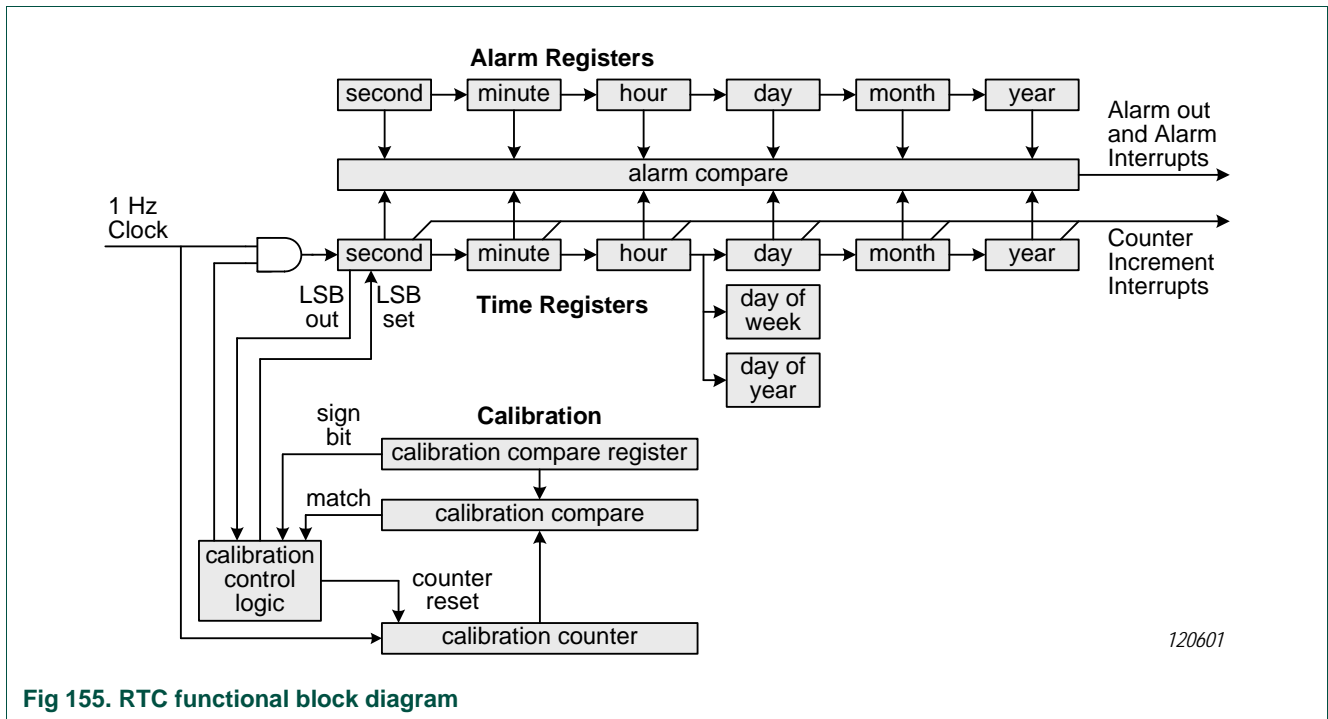 Alarm Registers
second
minute
hour
day
month
year
Alarm out
and Alarm
Interrupts
alarm compare
1 Hz
Clock
second
minute
hour
day
month
year
Counter
Increment
Interrupts
LSB
out
LSB
set
Time Registers
day of
week
day of
year
Calibration
sign
bit
calibration compare register
match
calibration compare
calibration
control
logic
counter
reset
calibration counter
120601
Fig 155. RTC functional block diagram